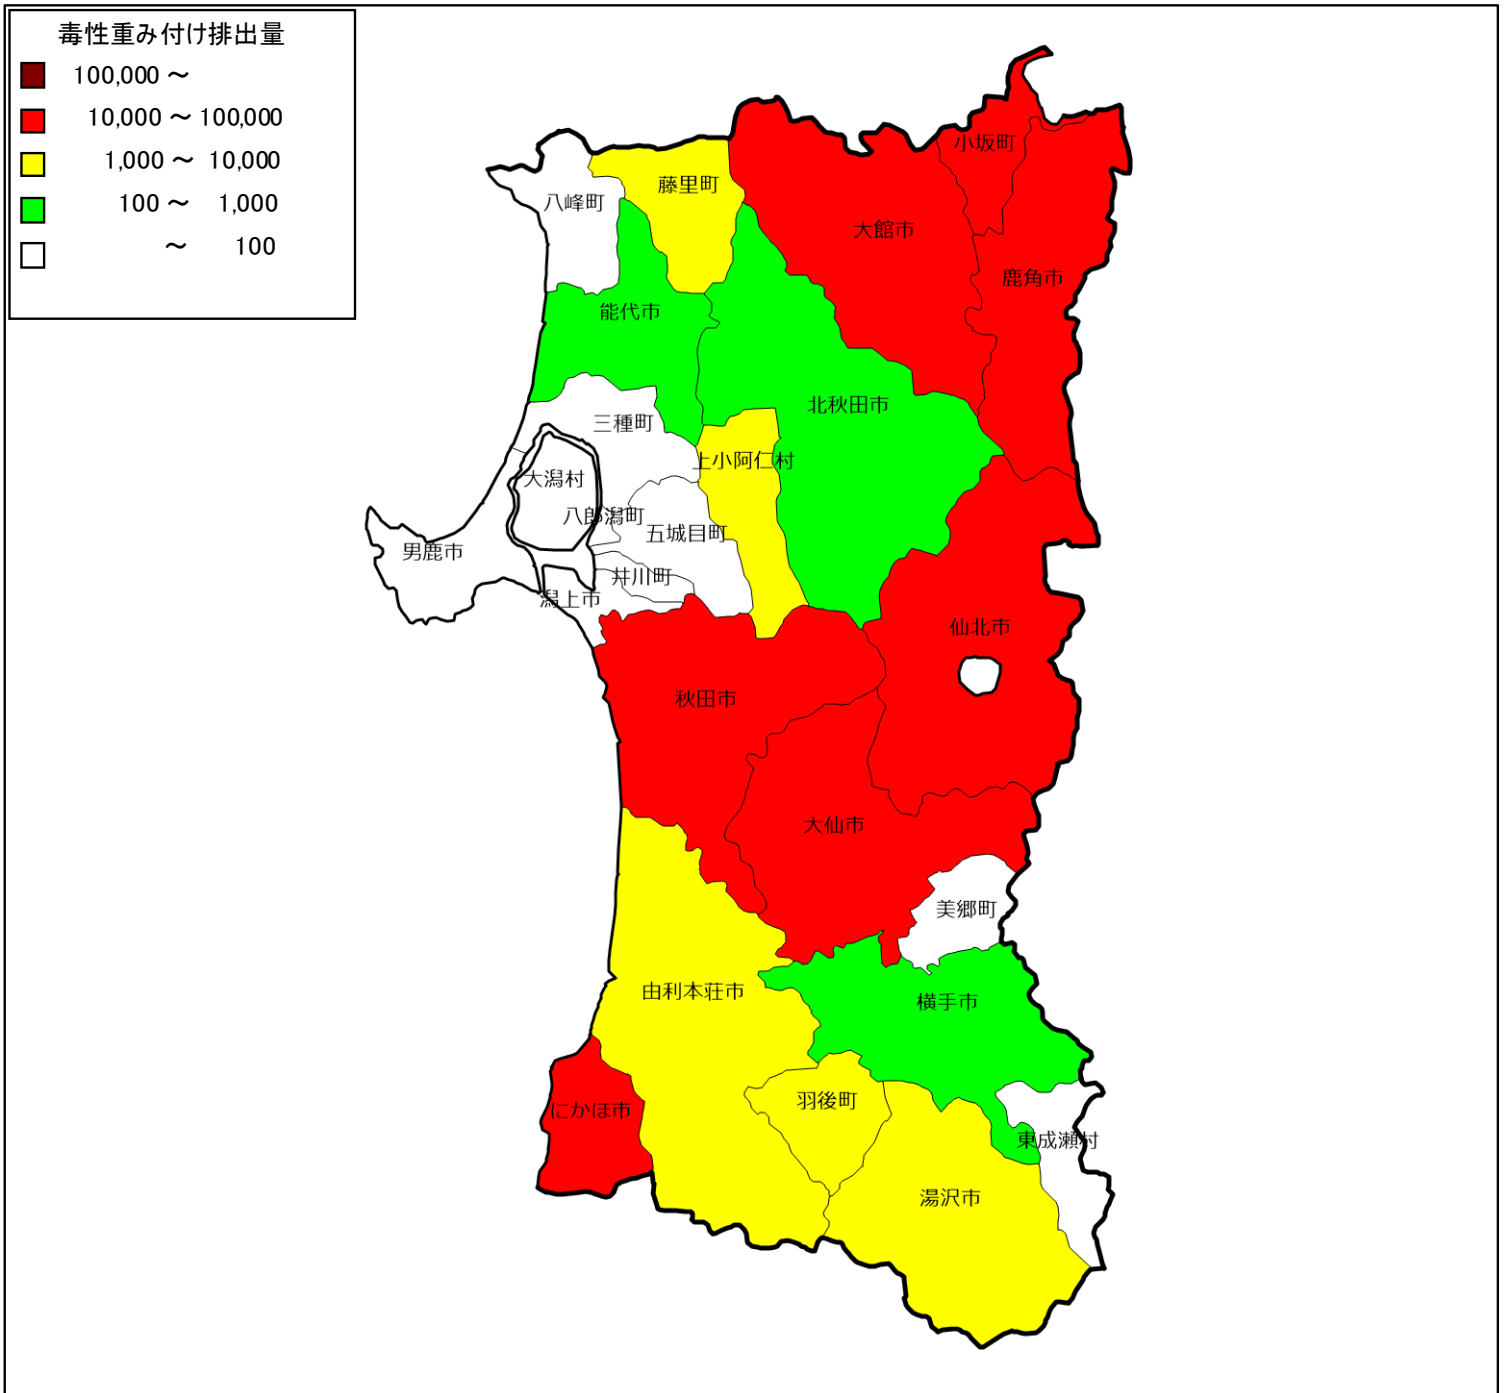 毒性重み付け排出量
100,000 ～
10,000 ～ 100,000
1,000 ～ 10,000
100 ～ 1,000
～ 100
小坂町
藤里町
八峰町
大館市
鹿角市
能代市
北秋田市
三種町
上小阿仁村
大潟村
八郎潟町
五城目町
男鹿市
井川町
潟上市
仙北市
秋田市
大仙市
美郷町
由利本荘市
横手市
羽後町
にかほ市
東成瀬村
湯沢市